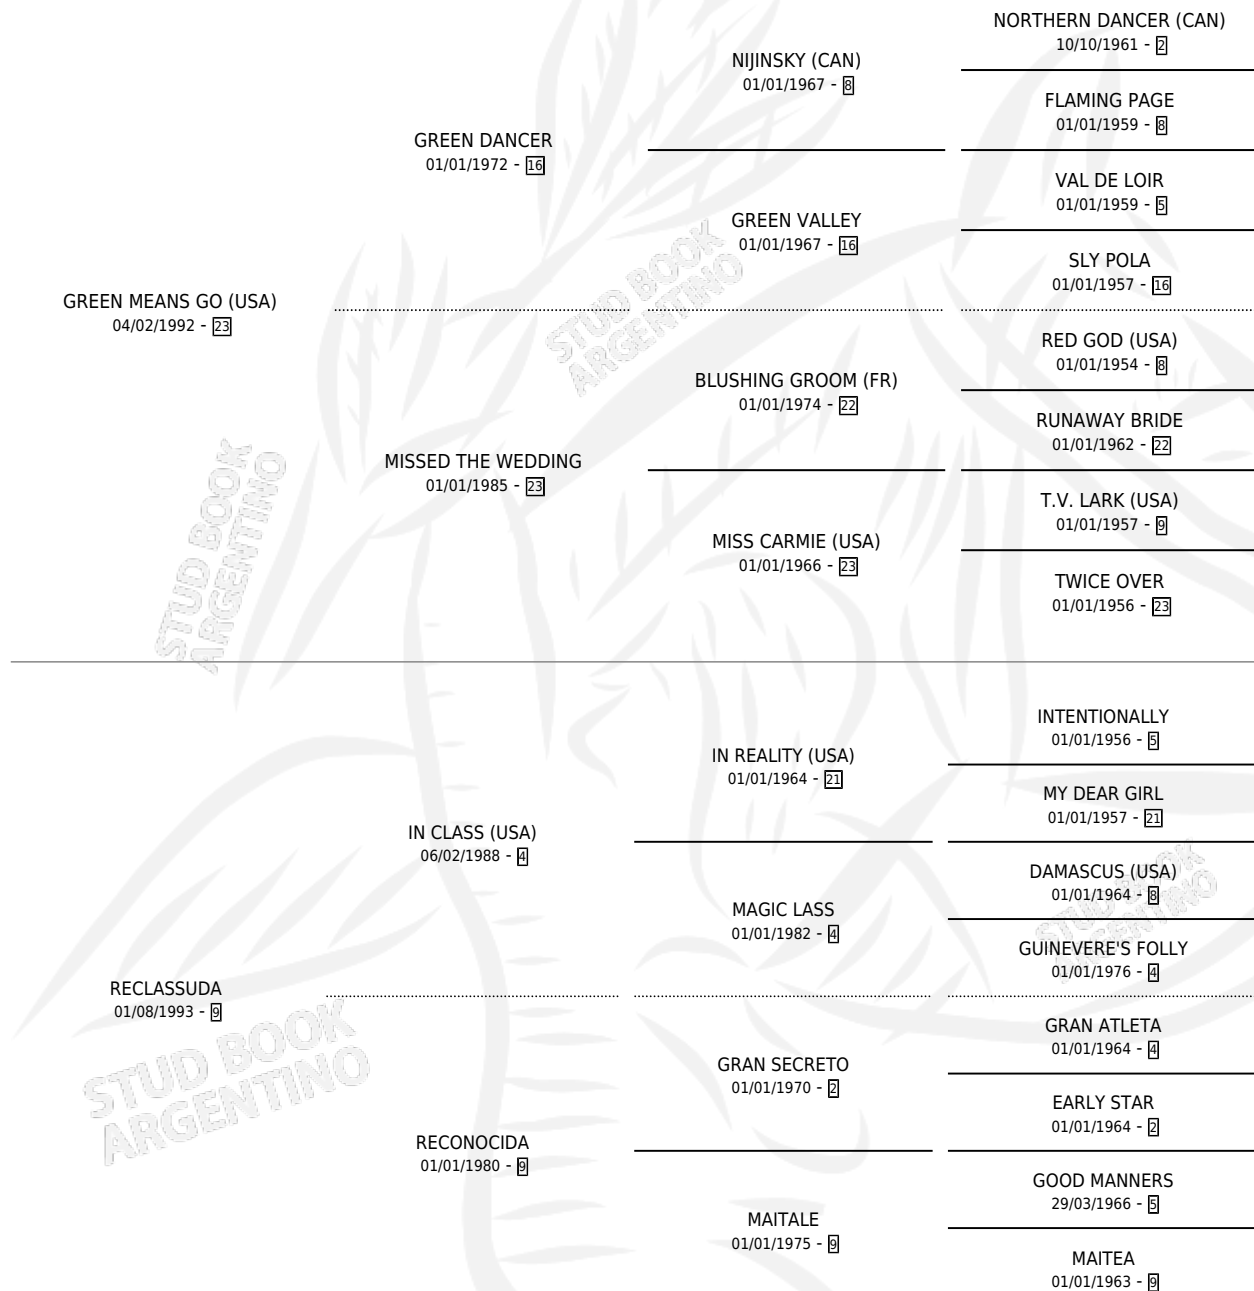 NORTHERN DANCER (CAN)
10/10/1961 - 2
NIJINSKY (CAN)
01/01/1967 - 8
FLAMING PAGE
01/01/1959 - 8
GREEN DANCER
01/01/1972 - 16
VAL DE LOIR
01/01/1959 - 5
GREEN VALLEY
01/01/1967 - 16
SLY POLA
01/01/1957 - 16
GREEN MEANS GO (USA)
04/02/1992 - 23
RED GOD (USA)
01/01/1954 - 8
BLUSHING GROOM (FR)
01/01/1974 - 22
RUNAWAY BRIDE
01/01/1962 - 22
MISSED THE WEDDING
01/01/1985 - 23
T.V. LARK (USA)
01/01/1957 - 9
MISS CARMIE (USA)
01/01/1966 - 23
TWICE OVER
01/01/1956 - 23
INTENTIONALLY
01/01/1956 - 5
IN REALITY (USA)
01/01/1964 - 21
MY DEAR GIRL
01/01/1957 - 21
IN CLASS (USA)
06/02/1988 - 4
DAMASCUS (USA)
01/01/1964 - 8
MAGIC LASS
01/01/1982 - 4
GUINEVERE'S FOLLY
01/01/1976 - 4
RECLASSUDA
01/08/1993 - 9
GRAN ATLETA
01/01/1964 - 4
GRAN SECRETO
01/01/1970 - 2
EARLY STAR
01/01/1964 - 2
RECONOCIDA
01/01/1980 - 9
GOOD MANNERS
29/03/1966 - 5
MAITALE
01/01/1975 - 9
MAITEA
01/01/1963 - 9
STUD BOOK
ARGENTINO
STUD BOOK
ARGENTINO
STUD BOOK
ARGENTINO
STUD BOOK
ARGENTINO